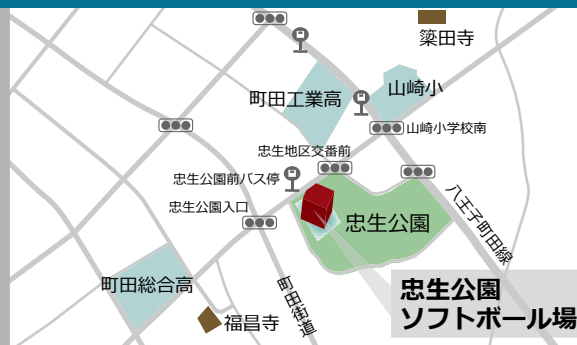 簗田寺
町田工業高
山崎小
山崎小学校南
忠生地区交番前
忠生公園前バス停
忠生公園入口
忠生公園
八王子町田線
町田総合高
町田街道
福昌寺
忠生公園
ソフトボール場